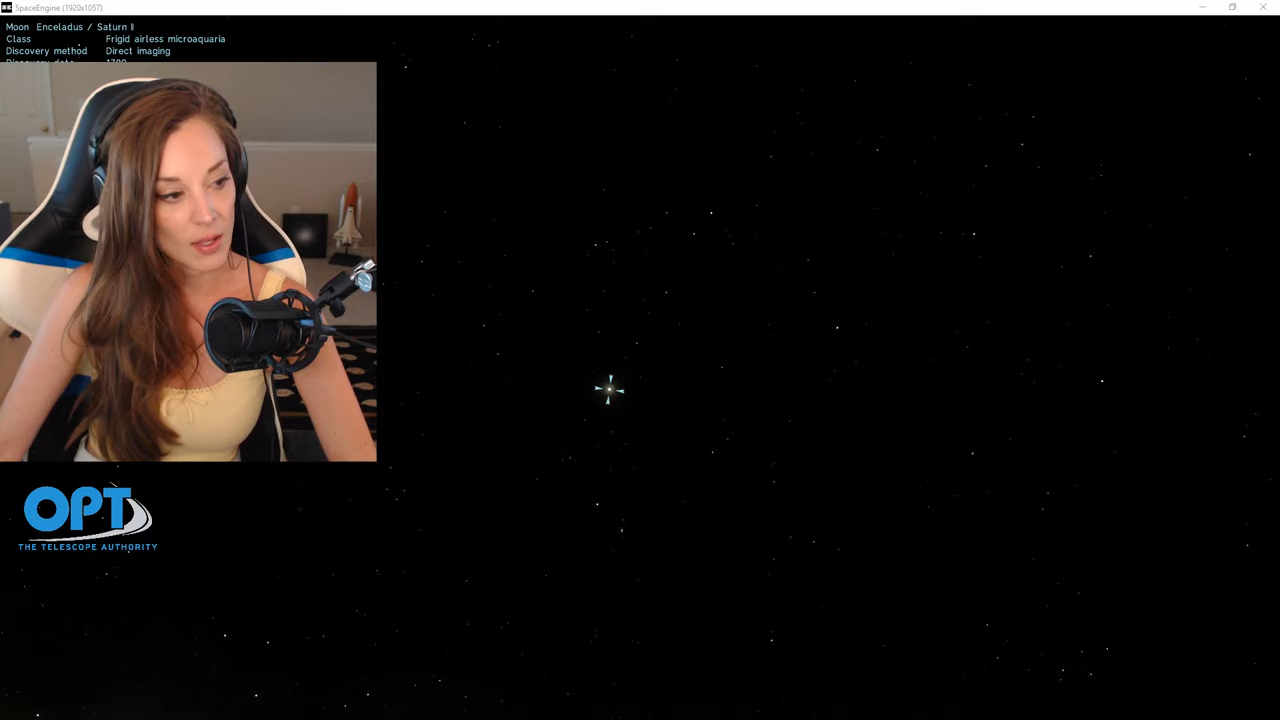 SpaceEngine (1920x1057)
Moon Enceladus / Saturn II
Class Frigid airless microaquaria
Discovery method Direct imaging
OPT
THE TELESCOPE AUTHORITY